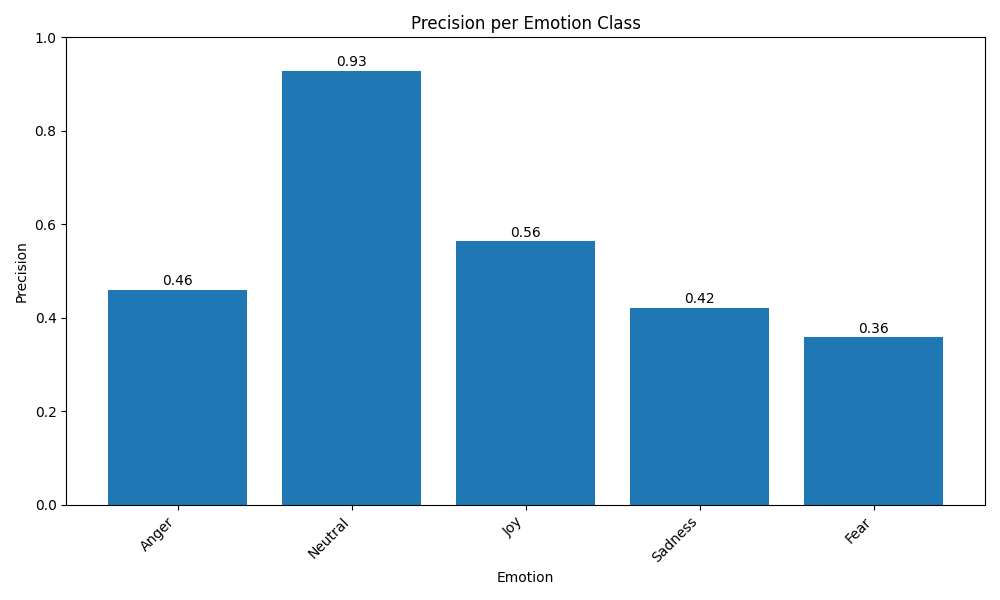 Precision per Emotion Class
Precision
1.0
0.8
0.6
0.4
0.2
0.0
0.46
0.93
0.56
0.42
0.36
Anger
Neutral
Joy
Sadness
Fear
Emotion